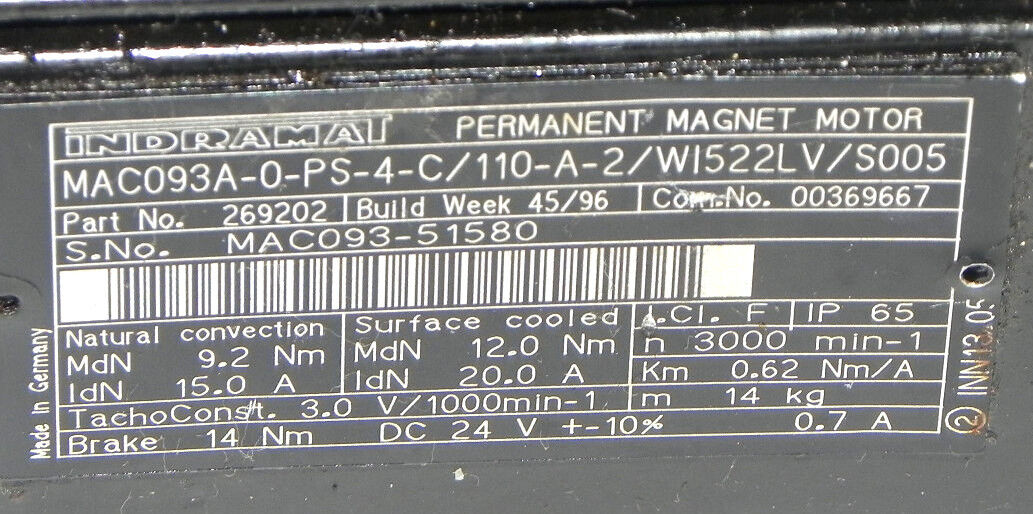 INDRAMAT PERMANENT MAGNET MOTOR
MAC093A-0-PS-4-C/110-A-2/WI522LV/S005
Part No. 269202 Build Week 45/96 Com.No. 00369667
S.No. MAC093-51580
Natural convection Surface cooled I.Cl. F IP 65
MdN 9.2 Nm MdN 12.0 Nm n 3000 min-1
IdN 15.0 A IdN 20.0 A Km 0.62 Nm/A
TachoConst. 3.0 V/1000min-1 m 14 kg
Brake 14 Nm DC 24 V +-10% 0.7 A
Made in Germany
② INN13.05